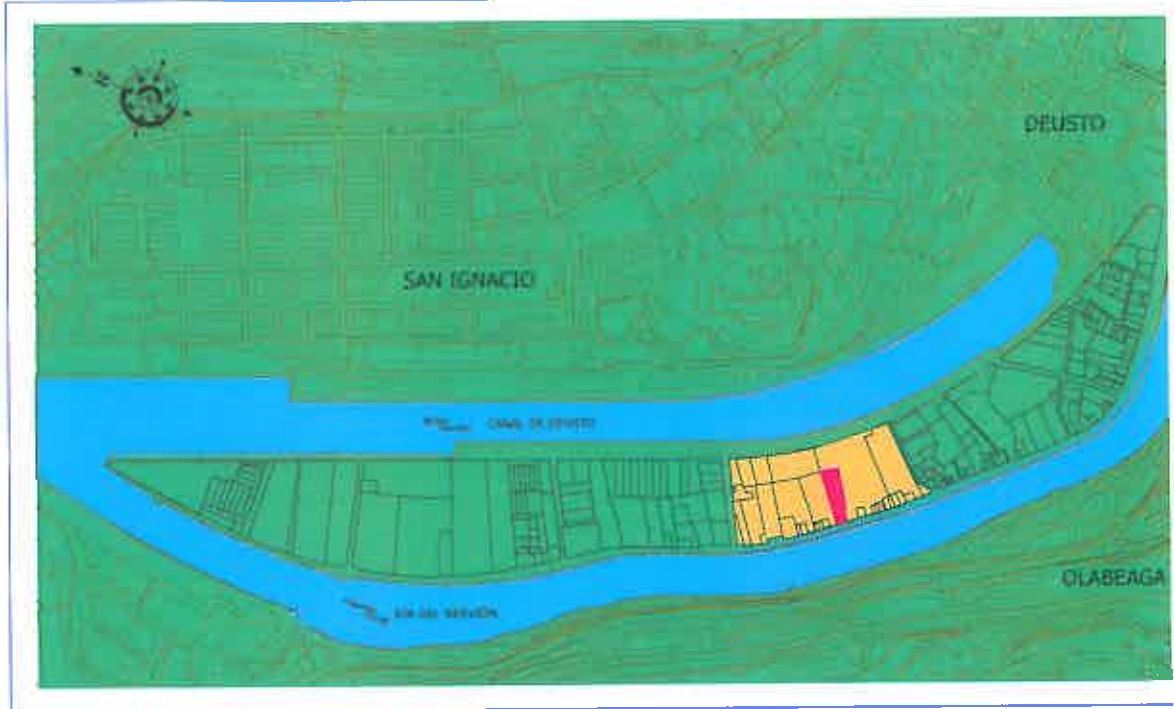 DEUSTO
SAN IGNACIO
CANAL DE DEUSTO
OLABEAGA
RIA DEL NERVION